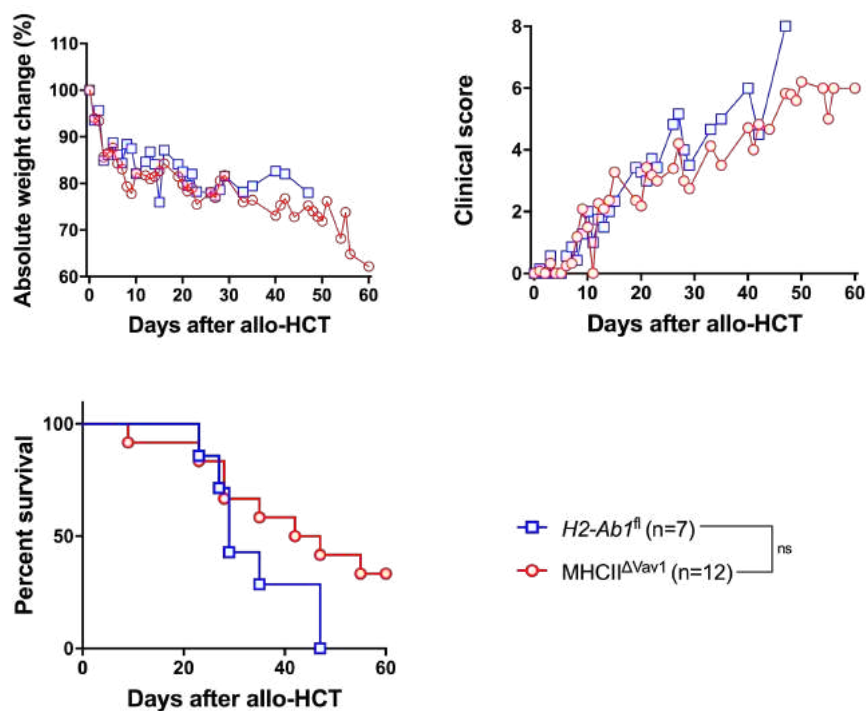 Absolute weight change (%)
110
100
90
80
70
60
0 10 20 30 40 50 60
Days after allo-HCT
Clinical score
8
6
4
2
0
0 10 20 30 40 50 60
Days after allo-HCT
Percent survival
100
50
0
0 20 40 60
Days after allo-HCT
H2-Ab1ᶠˡ (n=7)
MHCIIᐃVav1 (n=12)
ns